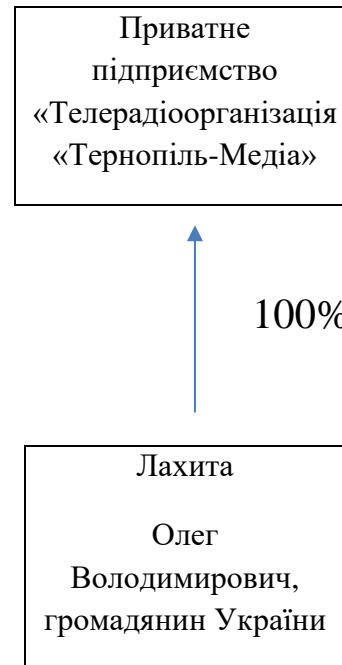 Приватне
підприємство
«Телерадіоорганізація
«Тернопіль-Медіа»
100%
Лахита
Олег
Володимирович,
громадянин України